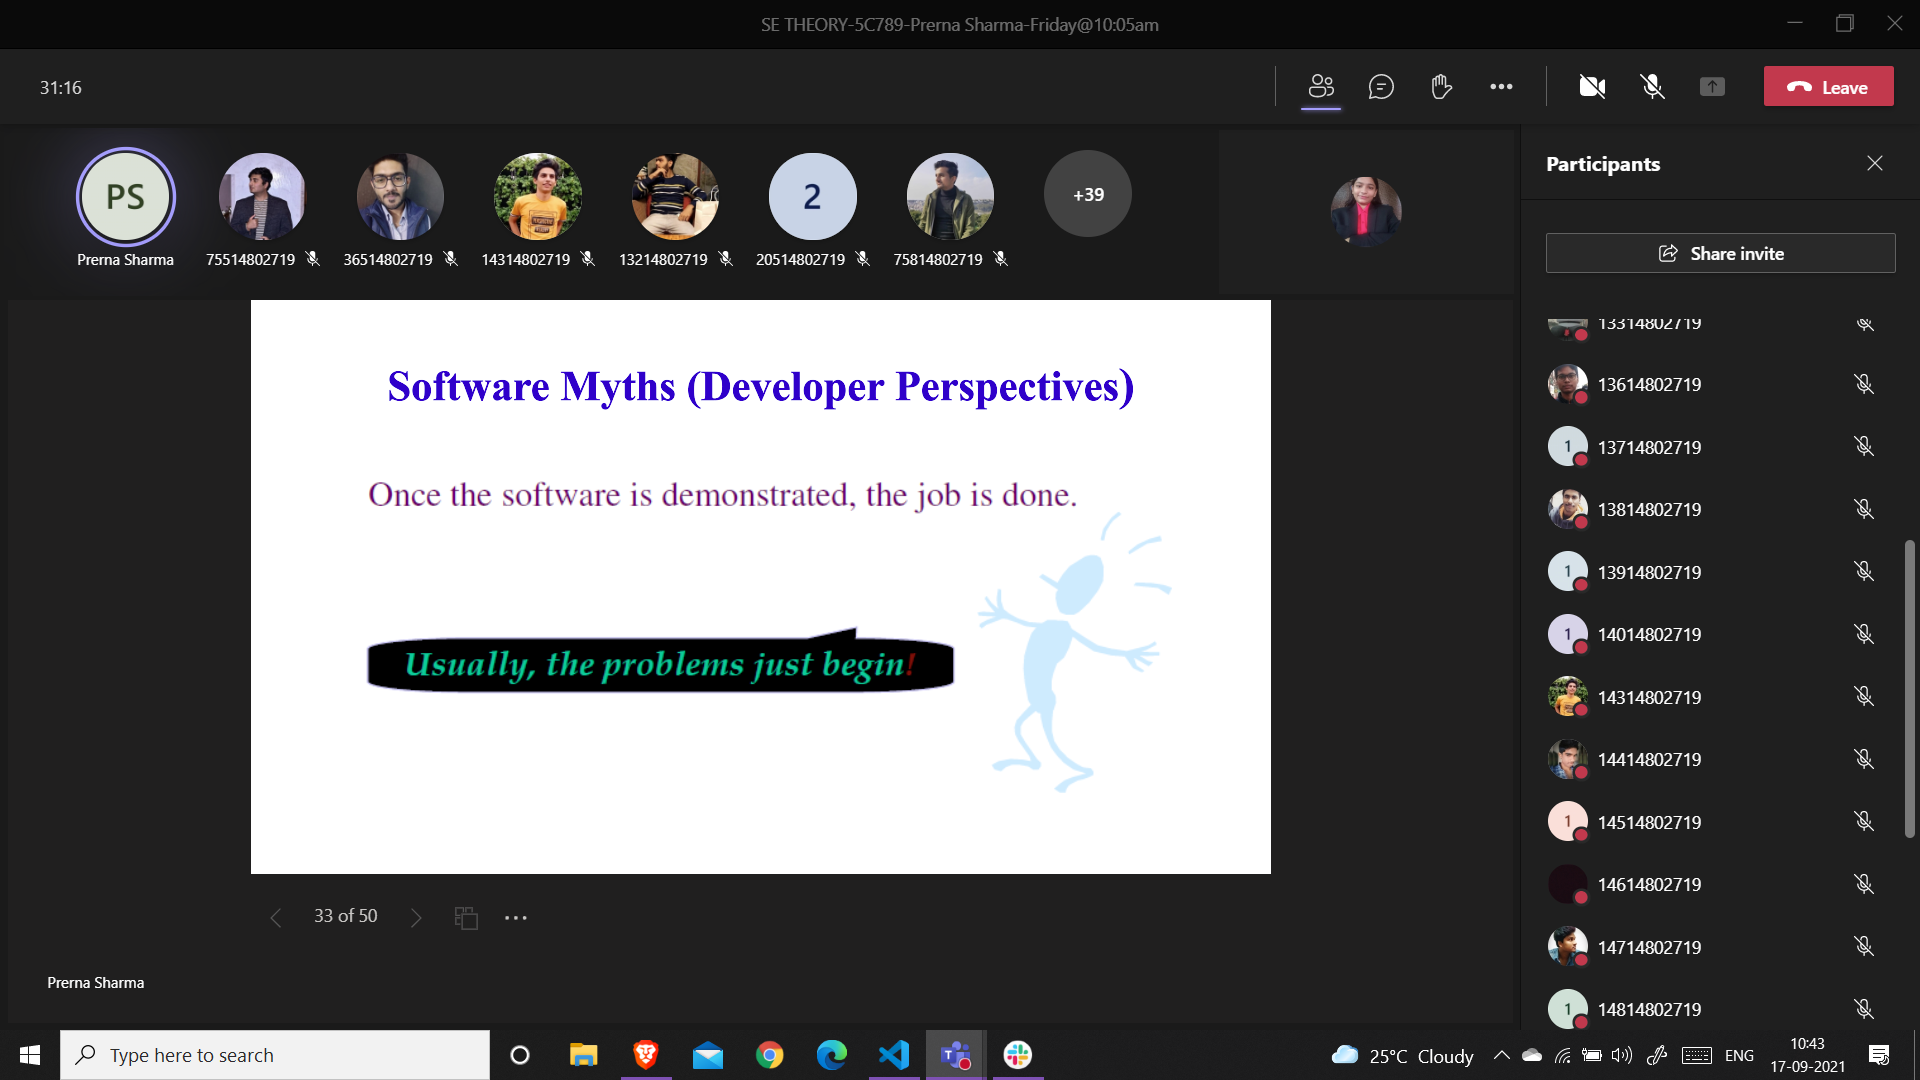 SE THEORY-5C789-Prerna Sharma-Friday@10:05am
31:16
Leave
PS
2
+39
Prerna Sharma
75514802719
36514802719
14314802719
13214802719
20514802719
75814802719
Participants
Share invite
13314802719
13614802719
1
13714802719
13814802719
1
13914802719
1
14014802719
14314802719
14414802719
1
14514802719
14614802719
14714802719
1
14814802719
Software Myths (Developer Perspectives)
Once the software is demonstrated, the job is done.
Usually, the problems just begin!
33 of 50
Prerna Sharma
Type here to search
25°C Cloudy
ENG
10:43
17-09-2021